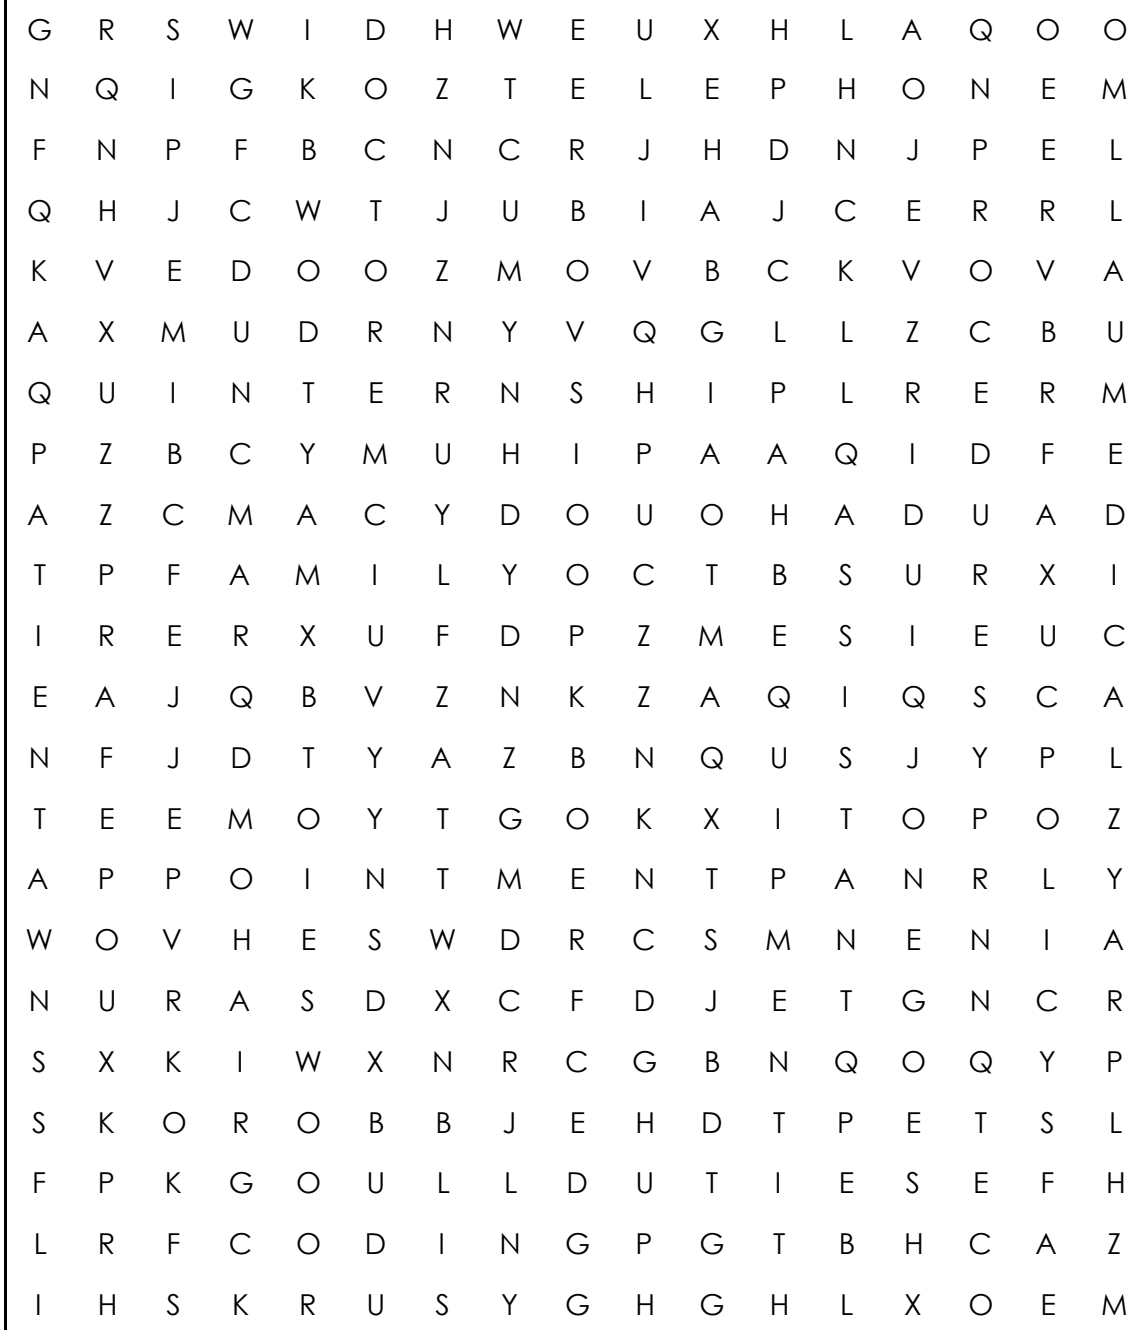 G R S W I D H W E U X H L A Q O O
N Q I G K O Z T E L E P H O N E M
F N P F B C N C R J H D N J P E L
Q H J C W T J U B I A J C E R R L
K V E D O O Z M O V B C K V O V A
A X M U D R N Y V Q G L L Z C B U
Q U I N T E R N S H I P L R E R M
P Z B C Y M U H I P A A Q I D F E
A Z C M A C Y D O U O H A D U A D
T P F A M I L Y O C T B S U R X I
I R E R X U F D P Z M E S I E U C
E A J Q B V Z N K Z A Q I Q S C A
N F J D T Y A Z B N Q U S J Y P L
T E E M O Y T G O K X I T O P O Z
A P P O I N T M E N T P A N R L Y
W O V H E S W D R C S M N E N I A
N U R A S D X C F D J E T G N C R
S X K I W X N R C G B N Q O Q Y P
S K O R O B B J E H D T P E T S L
F P K G O U L L D U T I E S E F H
L R F C O D I N G P G T B H C A Z
I H S K R U S Y G H G H L X O E M